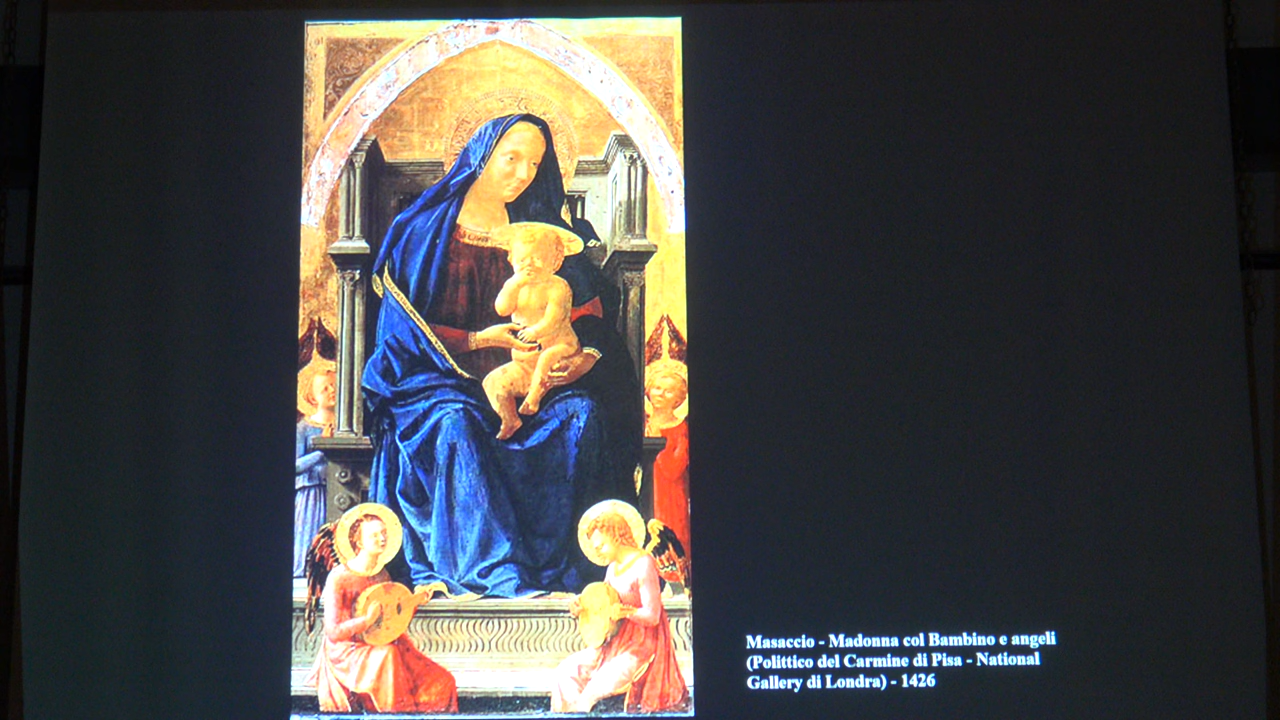 Masaccio - Madonna col Bambino e angeli
(Polittico del Carmine di Pisa - National
Gallery di Londra) - 1426